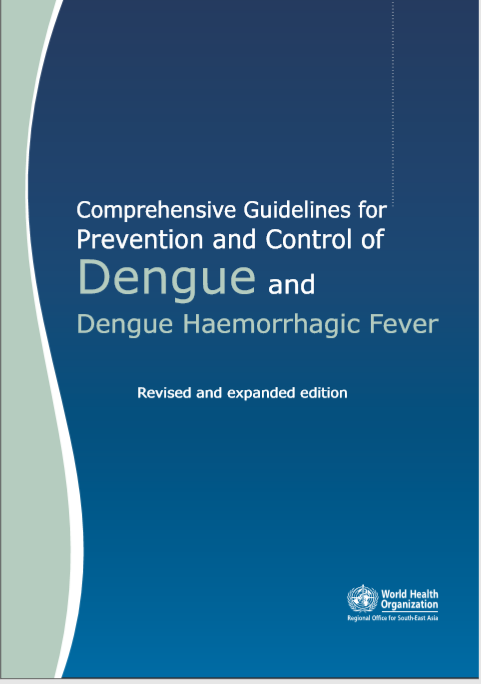 Comprehensive Guidelines for
Prevention and Control of
Dengue and
Dengue Haemorrhagic Fever
Revised and expanded edition
World Health
Organization
Regional Office for South-East Asia